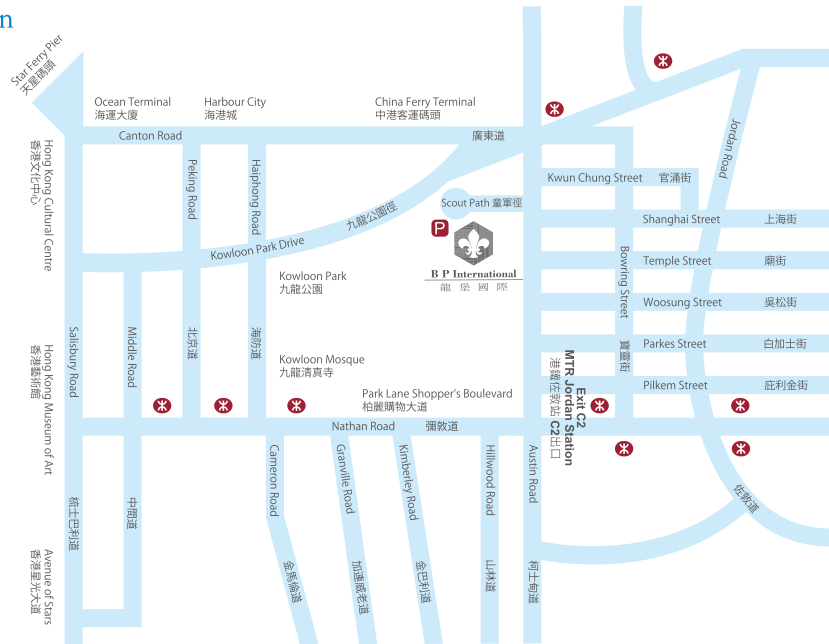 n
Star Ferry Pier
天星碼頭
Ocean Terminal
海運大廈
Harbour City
海港城
China Ferry Terminal
中港客運碼頭
Canton Road
廣東道
Hong Kong Cultural Centre
香港文化中心
Peking Road
Haiphong Road
九龍公園徑
Kowloon Park Drive
Scout Path 童軍徑
P
B P International
龍堡國際
Kwun Chung Street 官涌街
Jordan Road
Shanghai Street 上海街
Temple Street 廟街
Bowring Street
Woosung Street 吳松街
Kowloon Park
九龍公園
Salisbury Road
Middle Road
北京道
海防道
Parkes Street 白加士街
寶靈街
Kowloon Mosque
九龍清真寺
Hong Kong Museum of Art
香港藝術館
Pilkem Street 庇利金街
Park Lane Shopper's Boulevard
柏麗購物大道
Exit C2
MTR Jordan Station
港鐵佐敦站 C2出口
Nathan Road 彌敦道
Cameron Road
Granville Road
Kimberley Road
Hillwood Road
Austin Road
佐敦道
梳士巴利道
中間道
金馬倫道
加連威老道
金巴利道
山林道
柯士甸道
Avenue of Stars
香港星光大道